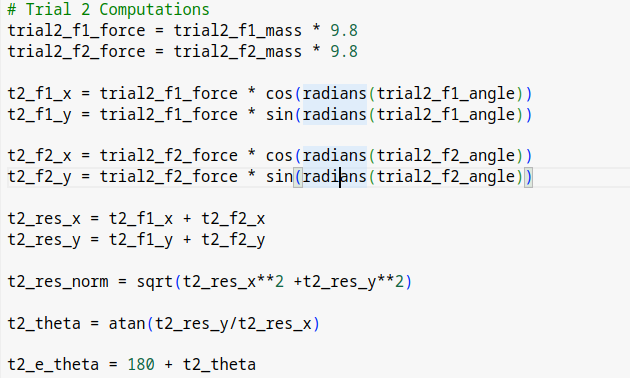 # Trial 2 Computations
trial2_f1_force = trial2_f1_mass * 9.8
trial2_f2_force = trial2_f2_mass * 9.8
t2_f1_x = trial2_f1_force * cos(radians(trial2_f1_angle))
t2_f1_y = trial2_f1_force * sin(radians(trial2_f1_angle))
t2_f2_x = trial2_f2_force * cos(radians(trial_f2_angle))
t2_f2_y = trial2_f2_force * sin(radians(trial_f2_angle))
t2_res_x = t2_f1_x + t2_f2_x
t2_res_y = t2_f1_y + t2_f2_y
t2_res_norm = sqrt(t2_res_x**2 +t2_res_y**2)
t2_theta = atan(t2_res_y/t2_res_x)
t2_e_theta = 180 + t2_theta